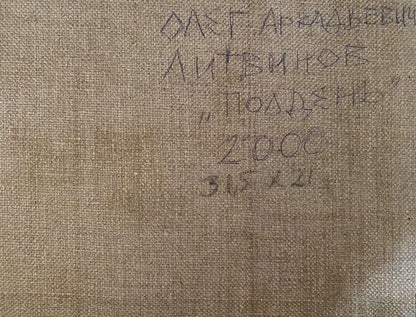 ОЛЕГ АРКАДЬЕВИЧ
ЛИТВИНОВ
„ПОЛДЕНЬ"
2000
31,5 х 21